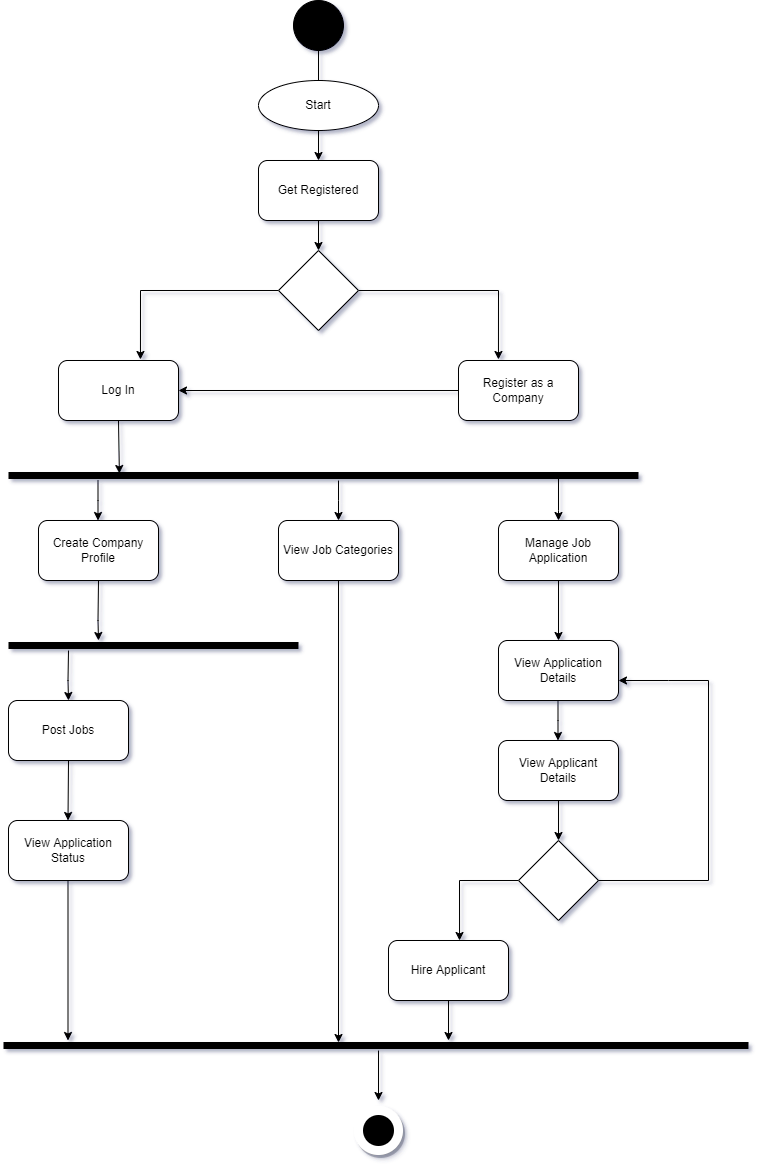 Start
Get Registered
Log In
Register as a
Company
Create Company
Profile
View Job Categories
Manage Job
Application
View Application
Details
Post Jobs
View Applicant
Details
View Application
Status
Hire Applicant